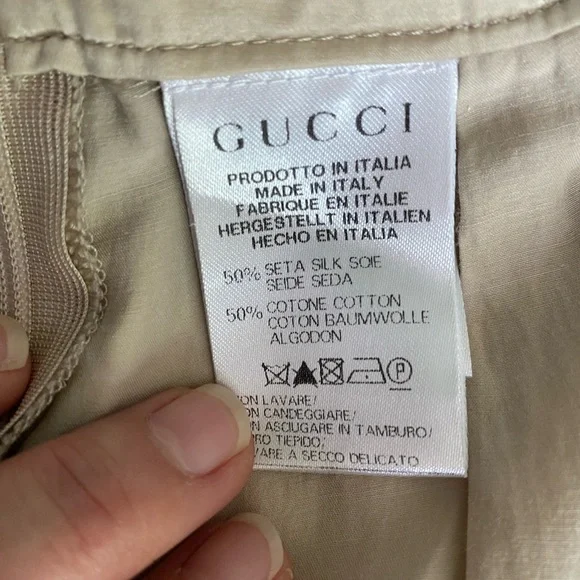 GUCCI
PRODOTTO IN ITALIA
MADE IN ITALY
FABRIQUE EN ITALIE
HERGESTELLT IN ITALIEN
HECHO EN ITALIA
50% SETA SILK SOIE
SEIDE SEDA
50% COTONE COTTON
COTON BAUMWOLLE
ALGODON
P
LAVARE/
CANDEGGIARE/
ASCIUGARE IN TAMBURO/
TIEPIDO/
A SECCO DELICATO